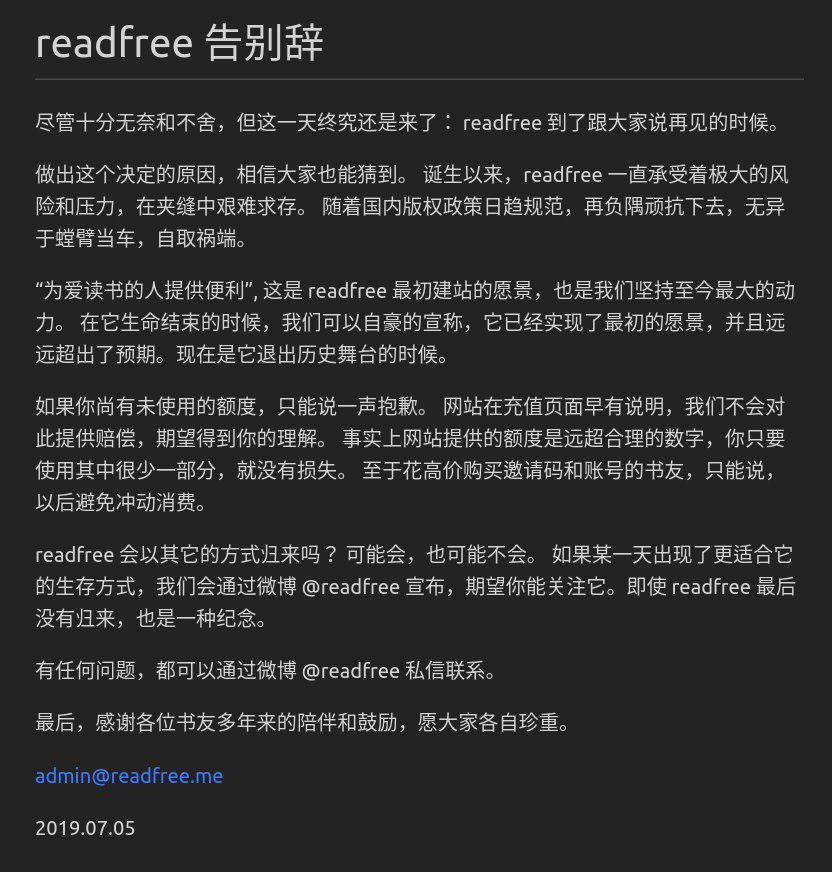 readfree 告别辞
尽管十分无奈和不舍，但这一天终究还是来了： readfree 到了跟大家说再见的时候。
做出这个决定的原因，相信大家也能猜到。 诞生以来，readfree 一直承受着极大的风
险和压力，在夹缝中艰难求存。 随着国内版权政策日趋规范，再负隅顽抗下去，无异
于螳臂当车，自取祸端。
“为爱读书的人提供便利”, 这是 readfree 最初建站的愿景，也是我们坚持至今最大的动
力。 在它生命结束的时候，我们可以自豪的宣称，它已经实现了最初的愿景，并且远
远超出了预期。现在是它退出历史舞台的时候。
如果你尚有未使用的额度，只能说一声抱歉。 网站在充值页面早有说明，我们不会对
此提供赔偿，期望得到你的理解。 事实上网站提供的额度是远超合理的数字，你只要
使用其中很少一部分，就没有损失。 至于花高价购买邀请码和账号的书友，只能说，
以后避免冲动消费。
readfree 会以其它的方式归来吗？ 可能会，也可能不会。 如果某一天出现了更适合它
的生存方式，我们会通过微博 @readfree 宣布，期望你能关注它。即使 readfree 最后
没有归来，也是一种纪念。
有任何问题，都可以通过微博 @readfree 私信联系。
最后，感谢各位书友多年来的陪伴和鼓励，愿大家各自珍重。
admin@readfree.me
2019.07.05